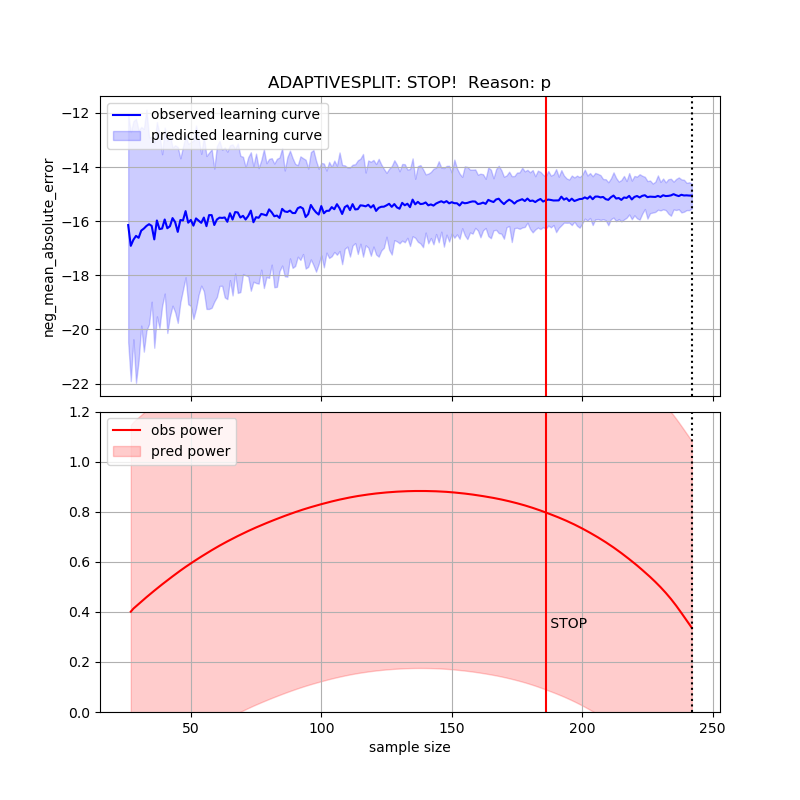 ADAPTIVESPLIT: STOP!  Reason: p
observed learning curve
predicted learning curve
neg_mean_absolute_error
−12
−14
−16
−18
−20
−22
obs power
pred power
1.2
1.0
0.8
0.6
0.4
0.2
0.0
STOP
50
100
150
200
250
sample size